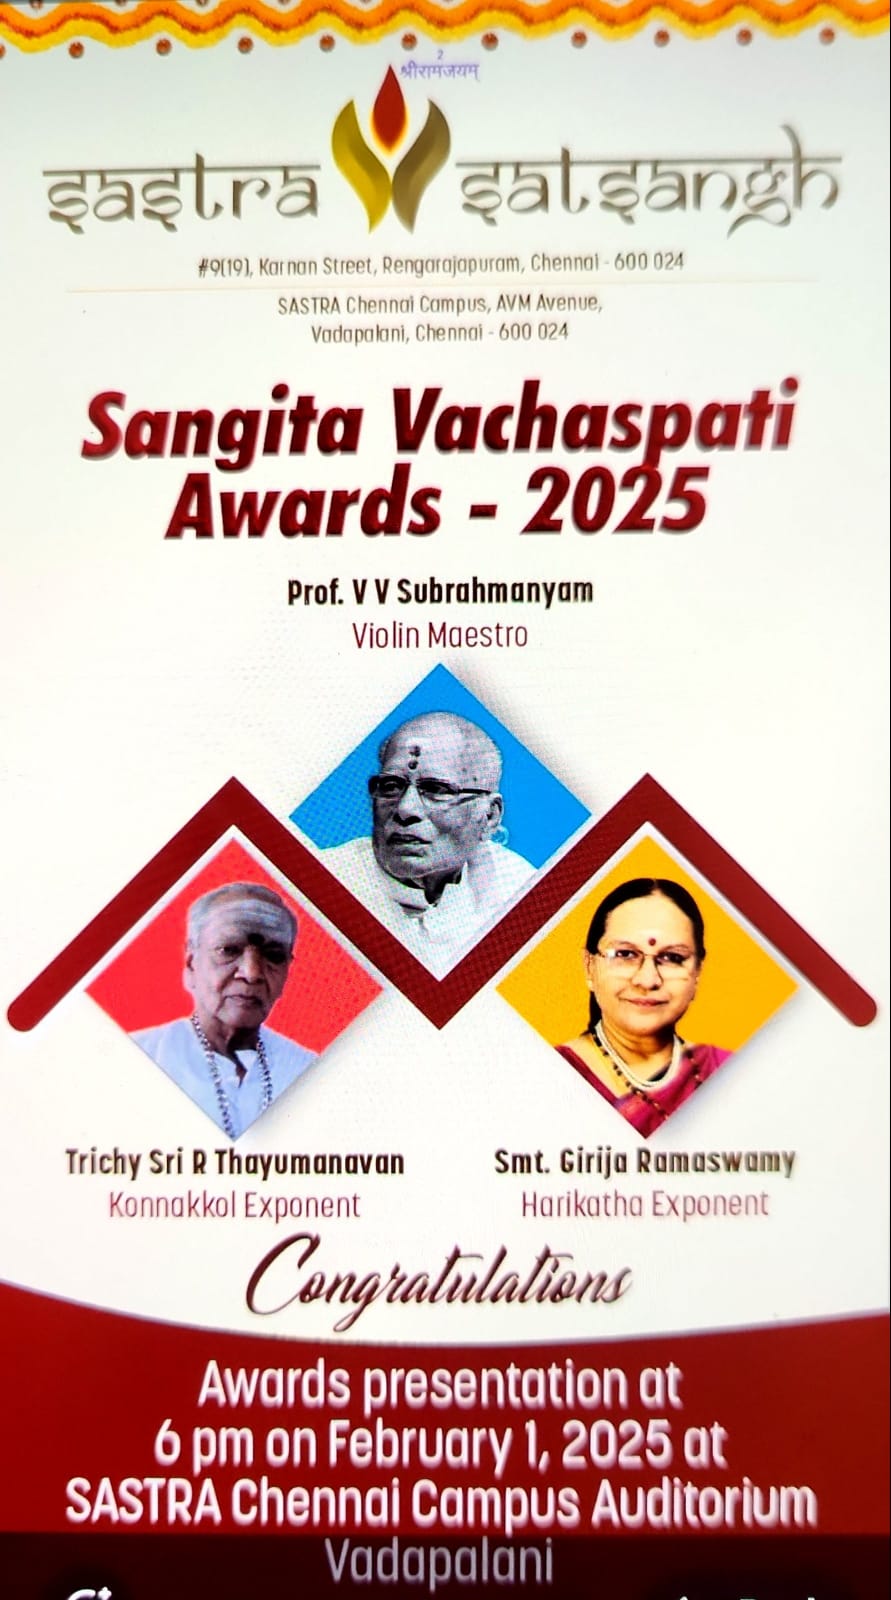 2
श्रीरामजयम्
sastra satsangh
#9(19), Karnan Street, Rengarajapuram, Chennai - 600 024
SASTRA Chennai Campus, AVM Avenue,
Vadapalani, Chennai - 600 024
Sangita Vachaspati
Awards - 2025
Prof. V V Subrahmanyam
Violin Maestro
Trichy Sri R Thayumanavan
Konnakkol Exponent
Smt. Girija Ramaswamy
Harikatha Exponent
Congratulations
Awards presentation at
6 pm on February 1, 2025 at
SASTRA Chennai Campus Auditorium
Vadapalani